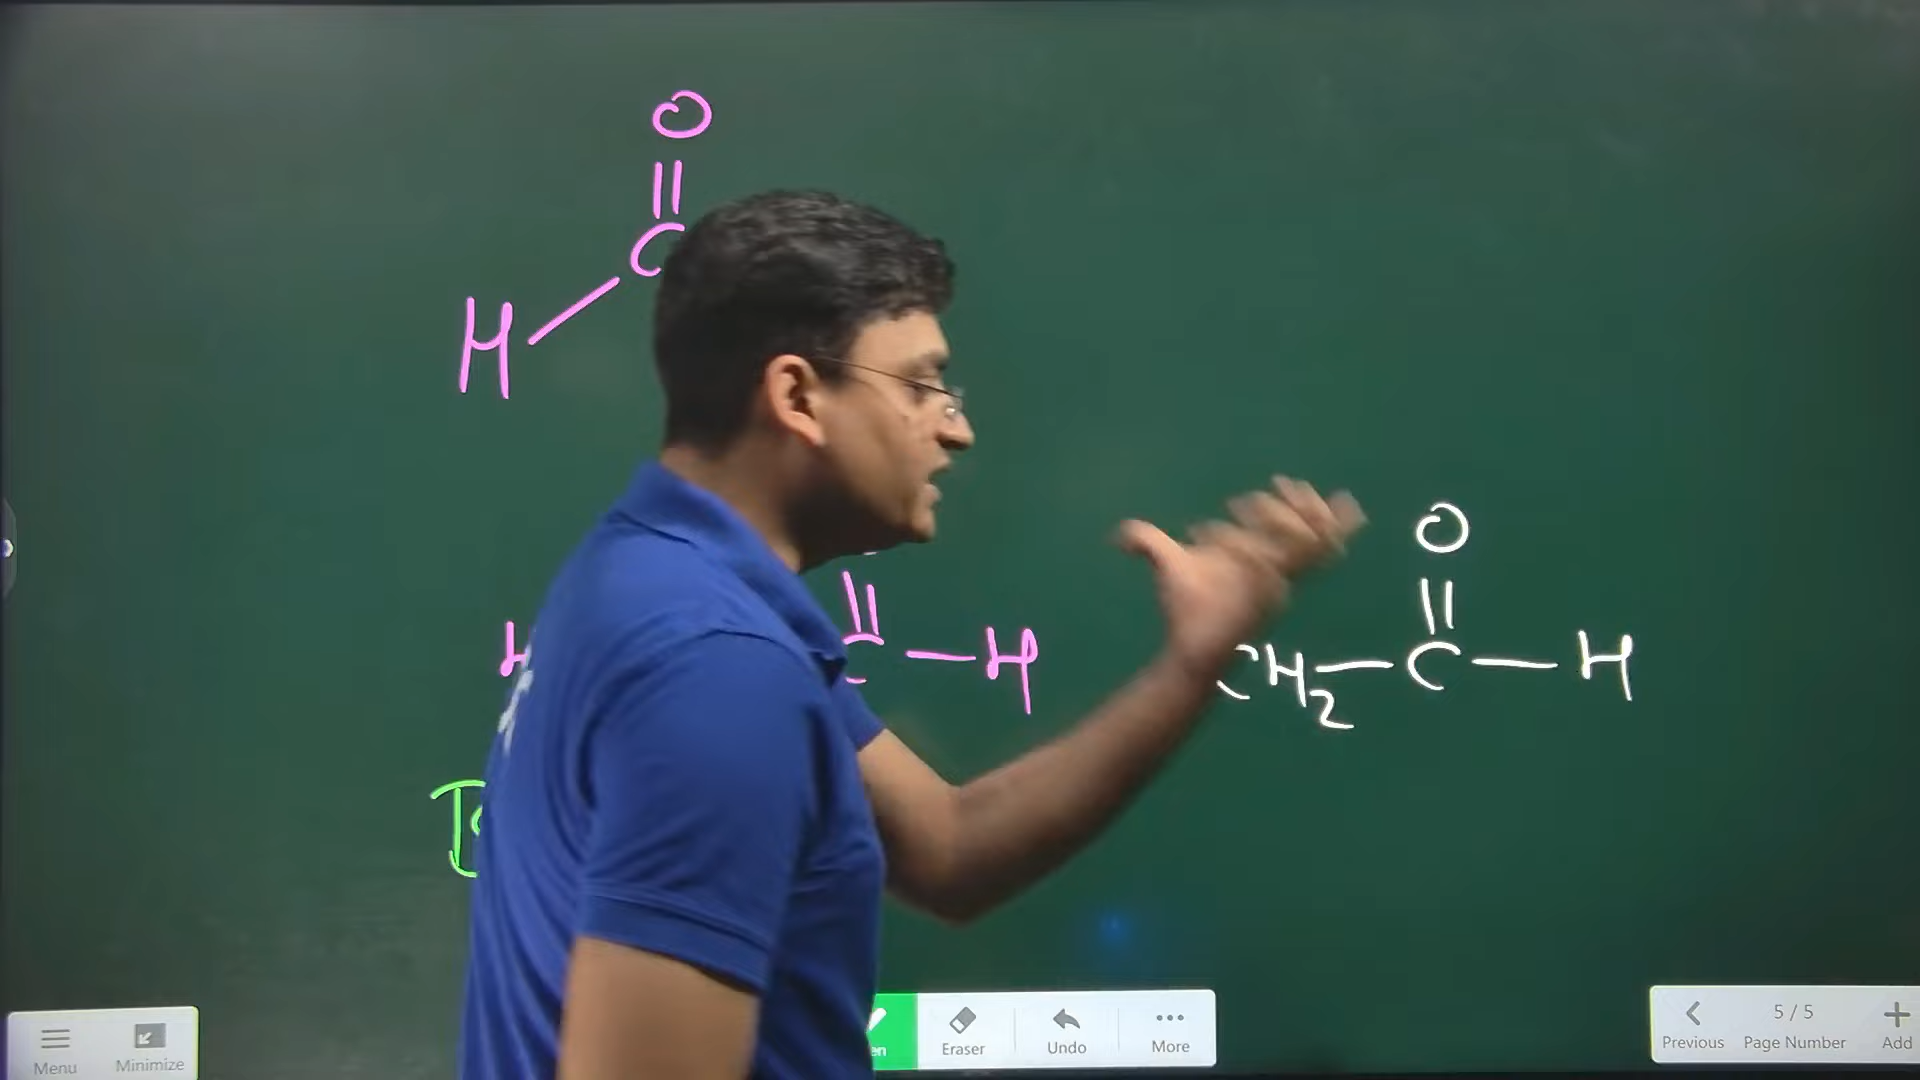 O
||
C
H
O
||
H CH₂—C—H
—H
Menu Minimize
Eraser Undo More
Previous 5 / 5 Page Number Add